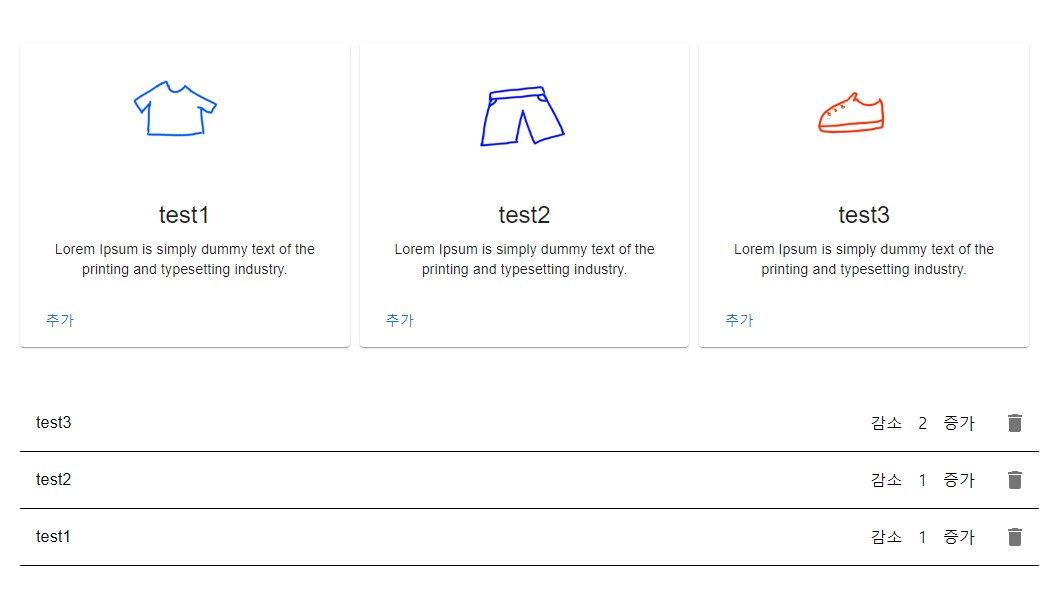 test1
Lorem Ipsum is simply dummy text of the
printing and typesetting industry.
추가
test2
Lorem Ipsum is simply dummy text of the
printing and typesetting industry.
추가
test3
Lorem Ipsum is simply dummy text of the
printing and typesetting industry.
추가
test3 감소 2 증가
test2 감소 1 증가
test1 감소 1 증가